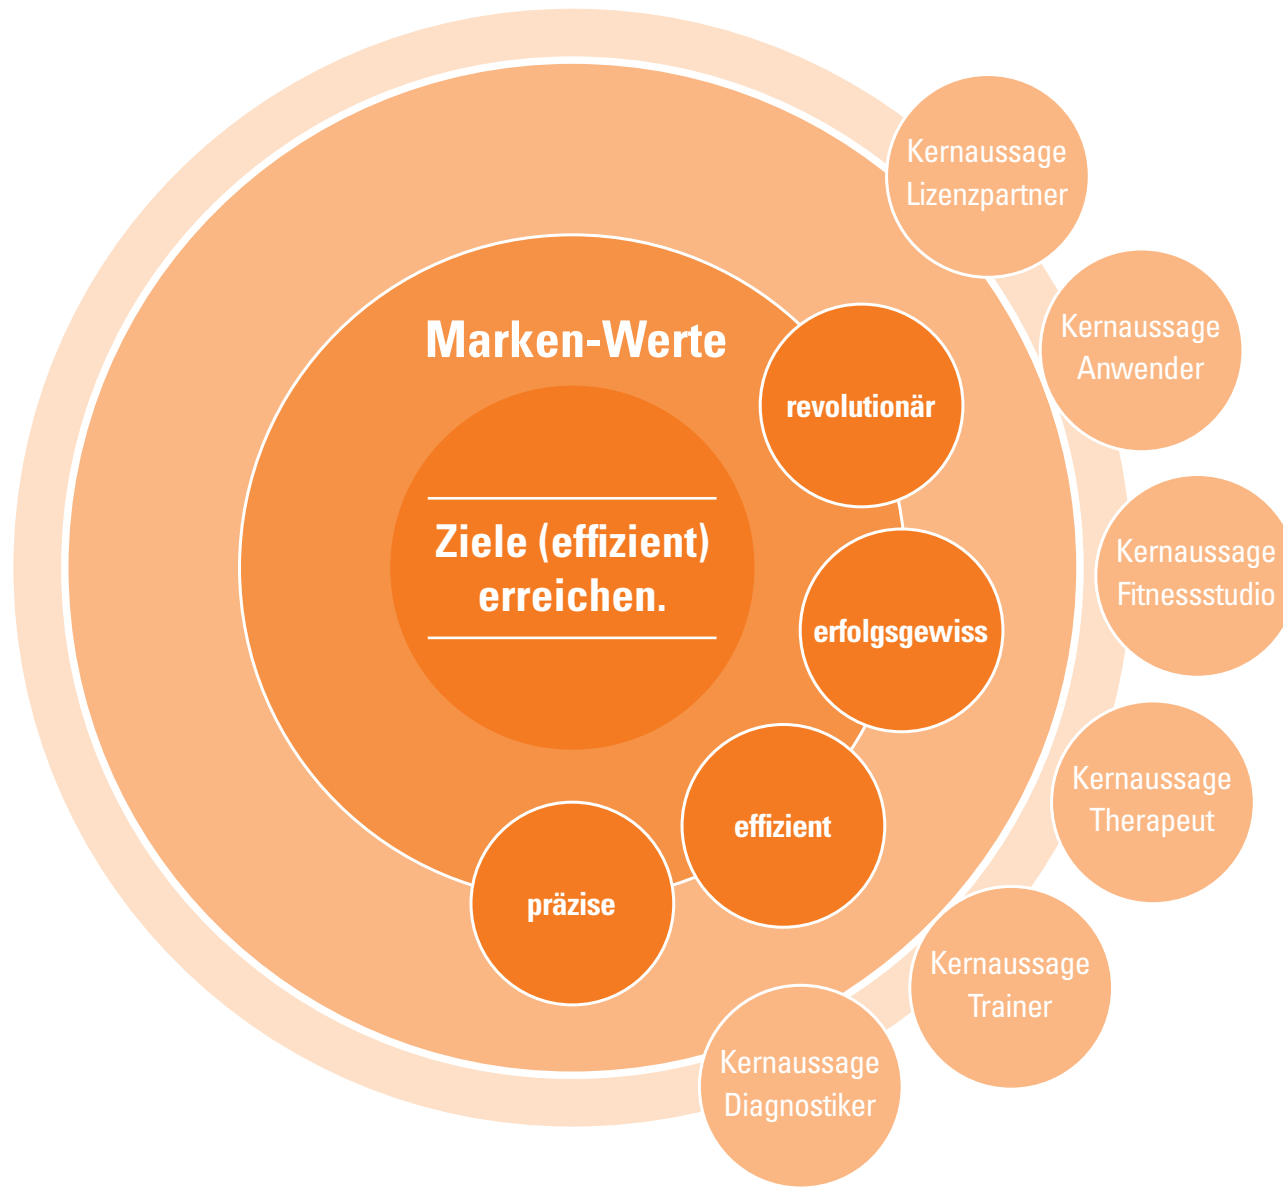 Marken-Werte
Ziele (effizient)
erreichen.
revolutionär
erfolgsgewiss
effizient
präzise
Kernaussage
Lizenzpartner
Kernaussage
Anwender
Kernaussage
Fitnessstudio
Kernaussage
Therapeut
Kernaussage
Trainer
Kernaussage
Diagnostiker